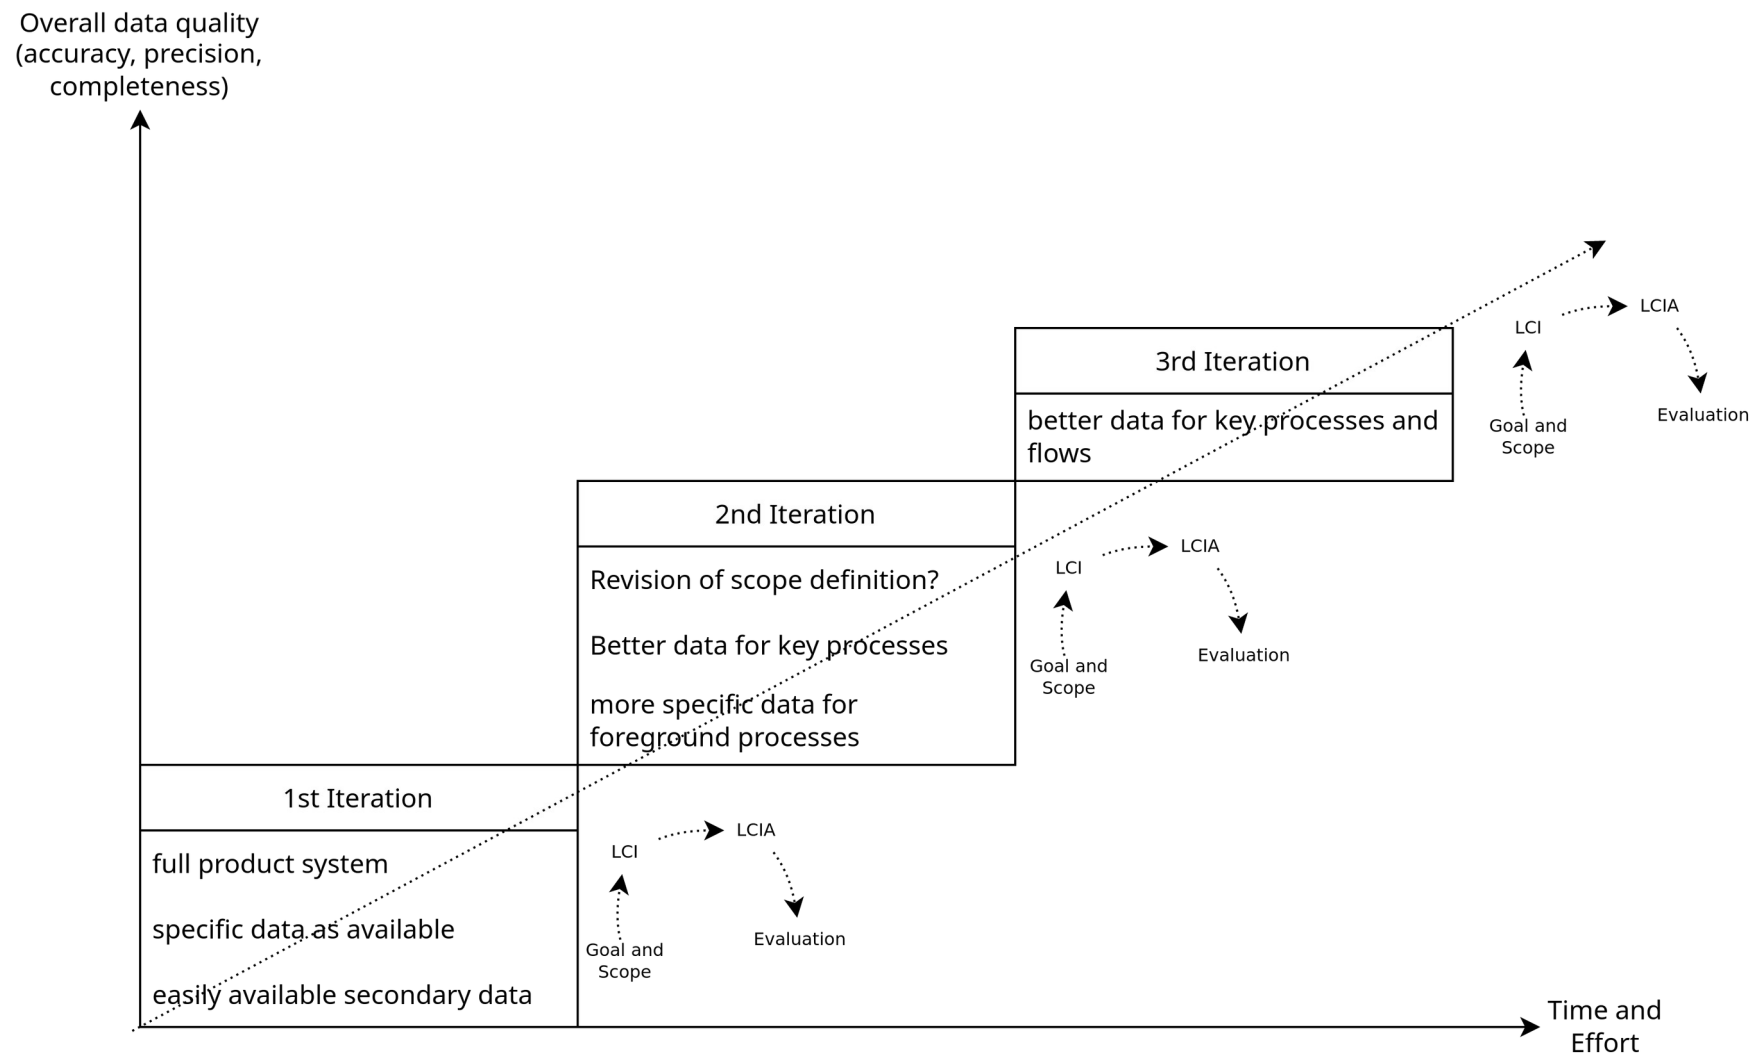 Overall data quality
(accuracy, precision,
completeness)
3rd Iteration
better data for key processes and
flows
LCI
LCIA
Goal and
Scope
Evaluation
2nd Iteration
Revision of scope definition?
Better data for key processes
more specific data for
foreground processes
LCI
LCIA
Goal and
Scope
Evaluation
1st Iteration
full product system
specific data as available
easily available secondary data
LCI
LCIA
Goal and
Scope
Evaluation
Time and
Effort